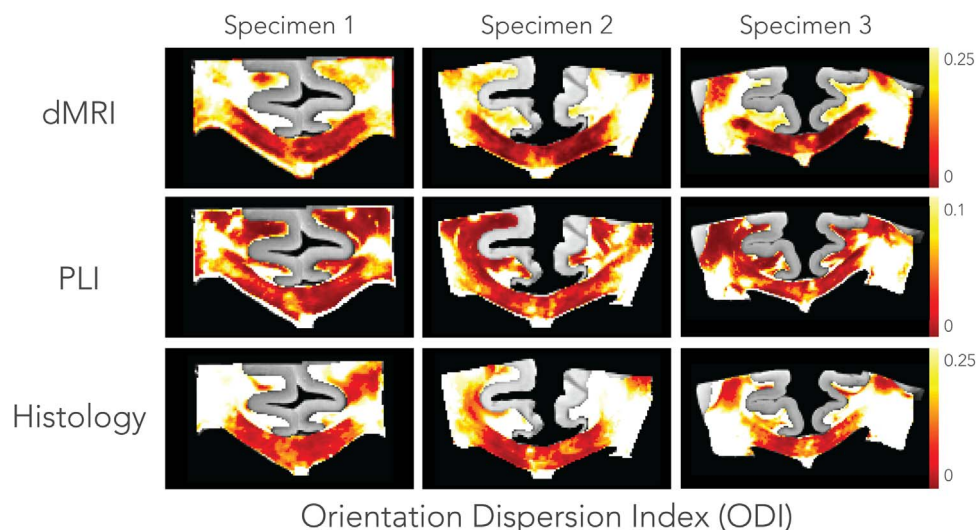 Specimen 1 Specimen 2 Specimen 3
dMRI
0.25
0
PLI
0.1
0
Histology
0.25
0
Orientation Dispersion Index (ODI)